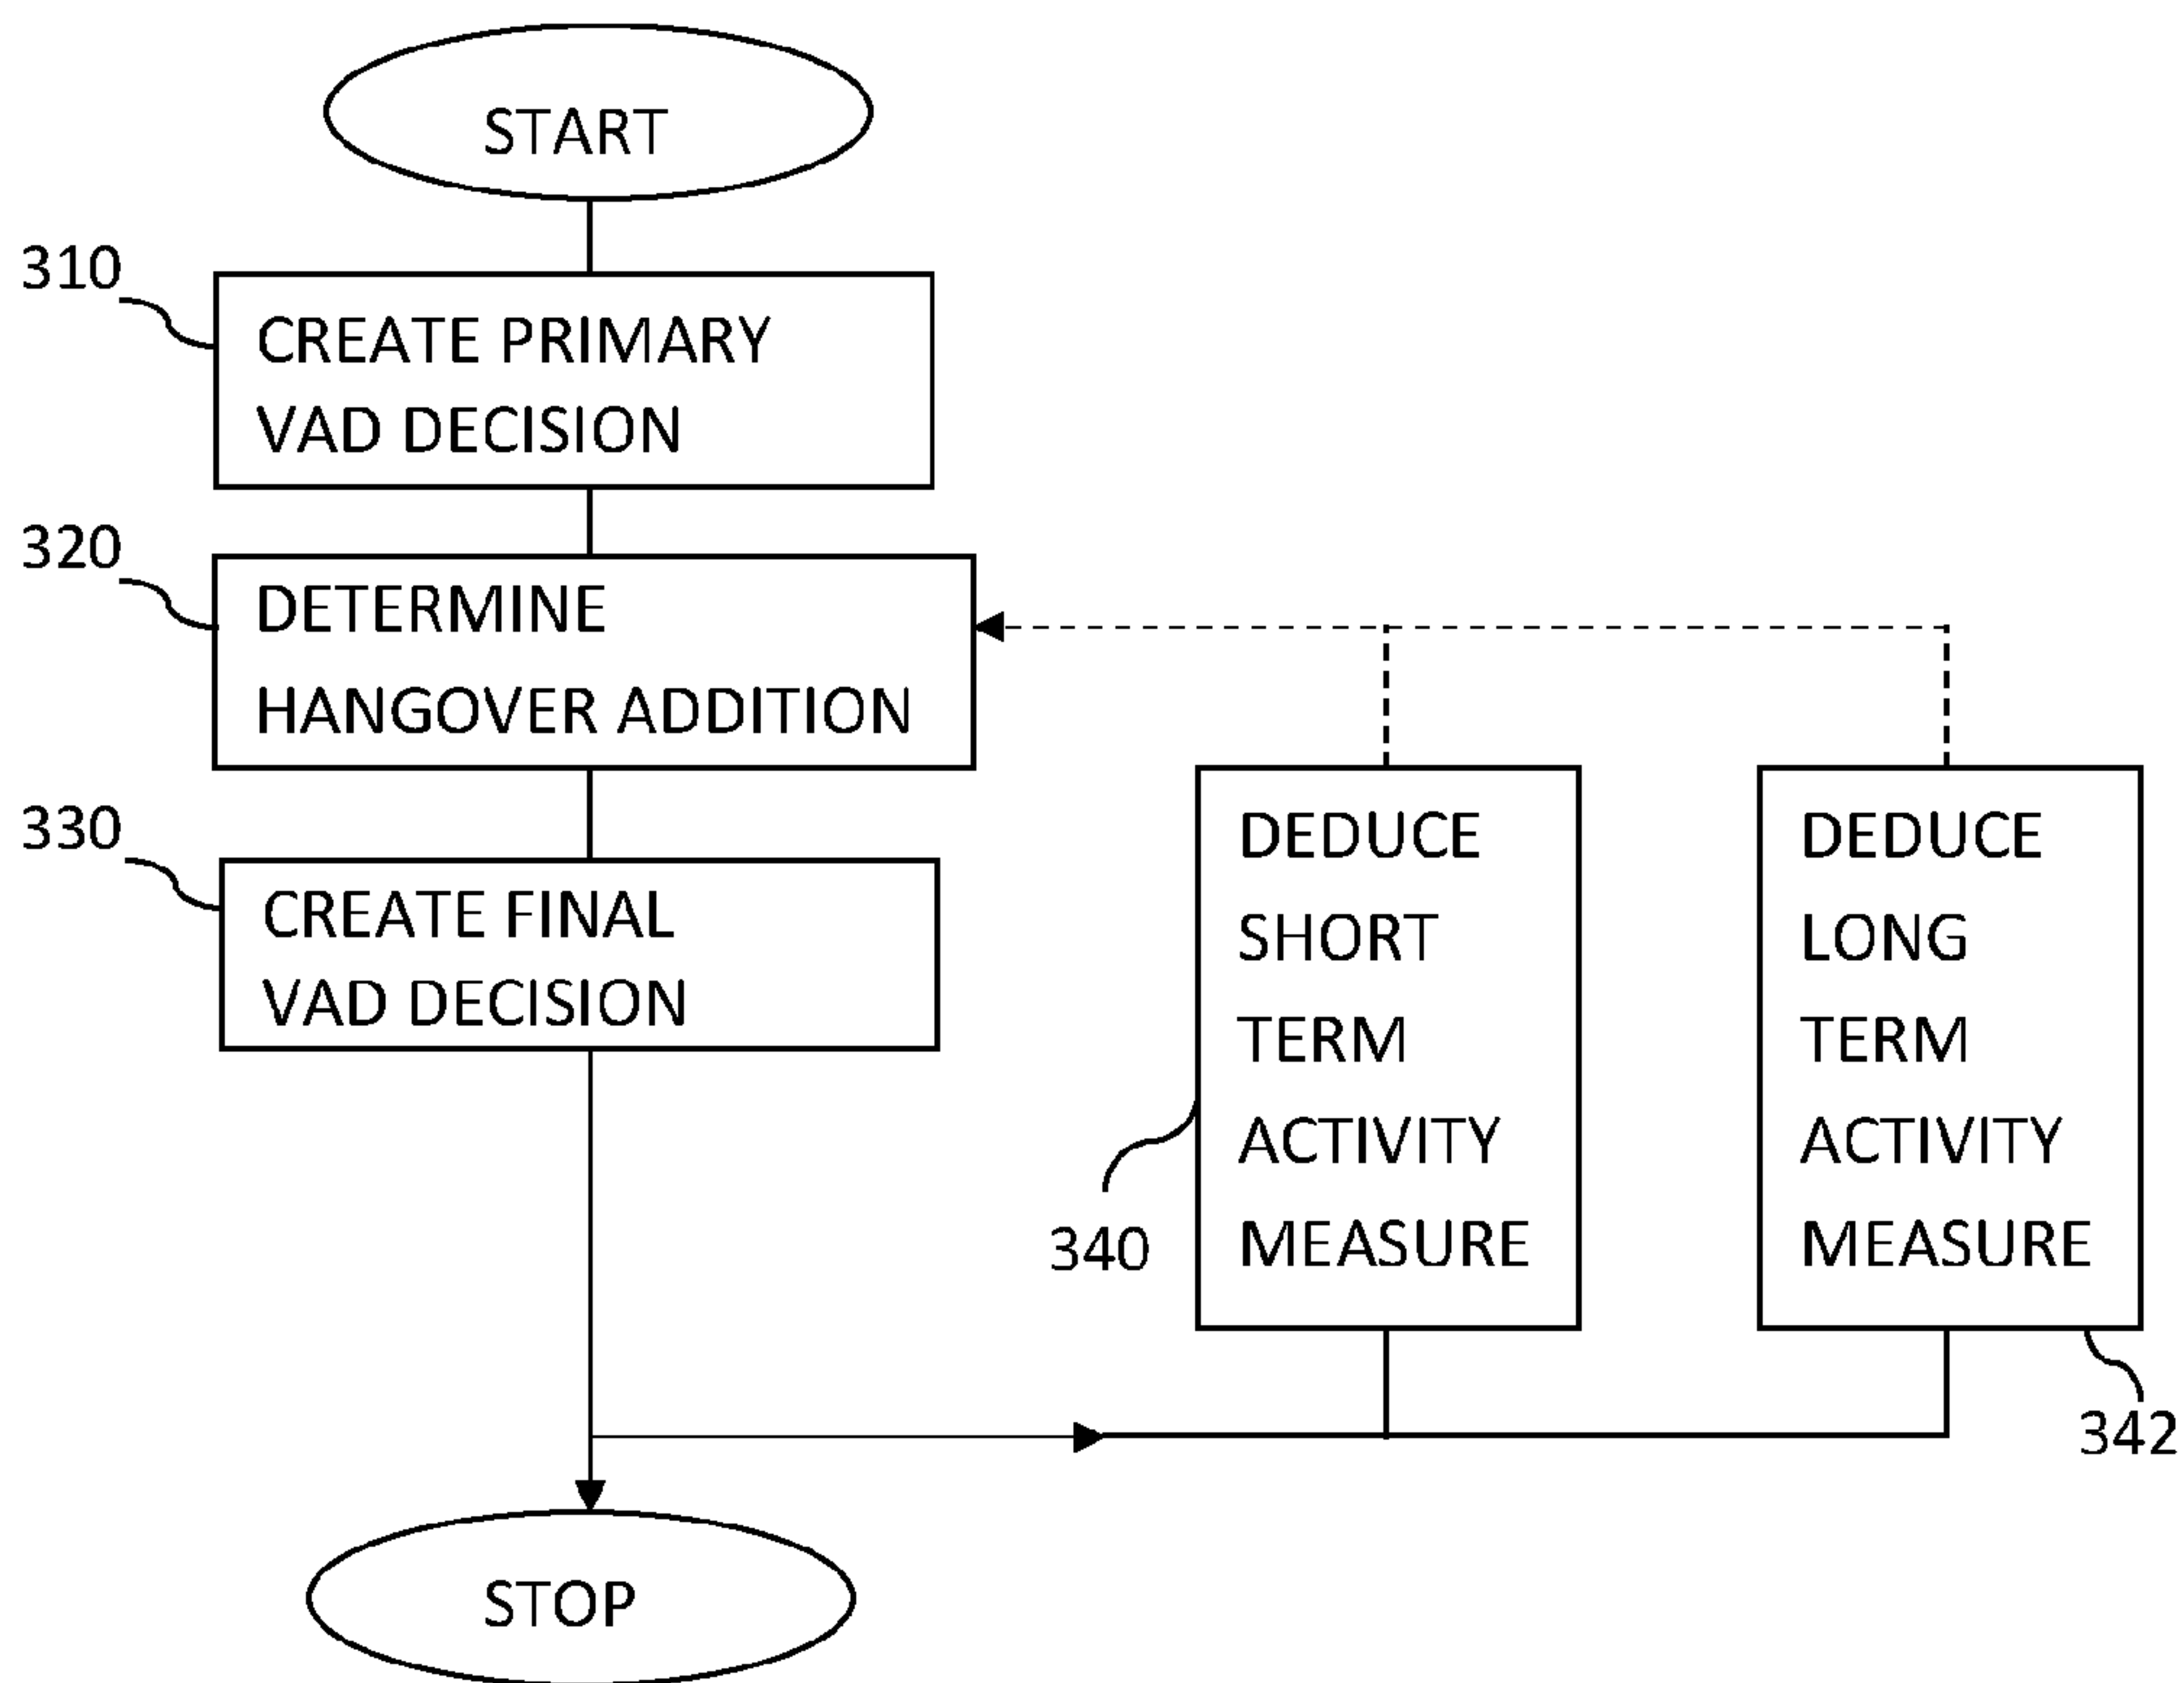 START
310
CREATE PRIMARY
VAD DECISION
320
DETERMINE
HANGOVER ADDITION
330
CREATE FINAL
VAD DECISION
340
DEDUCE
SHORT
TERM
ACTIVITY
MEASURE
DEDUCE
LONG
TERM
ACTIVITY
MEASURE
342
STOP